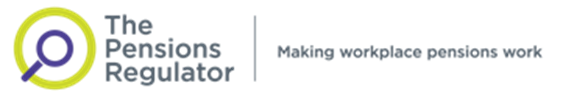 The
Pensions
Regulator
Making workplace pensions work